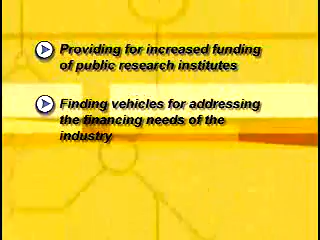 Providing for increased funding
of public research institutes
Finding vehicles for addressing
the financing needs of the
industry